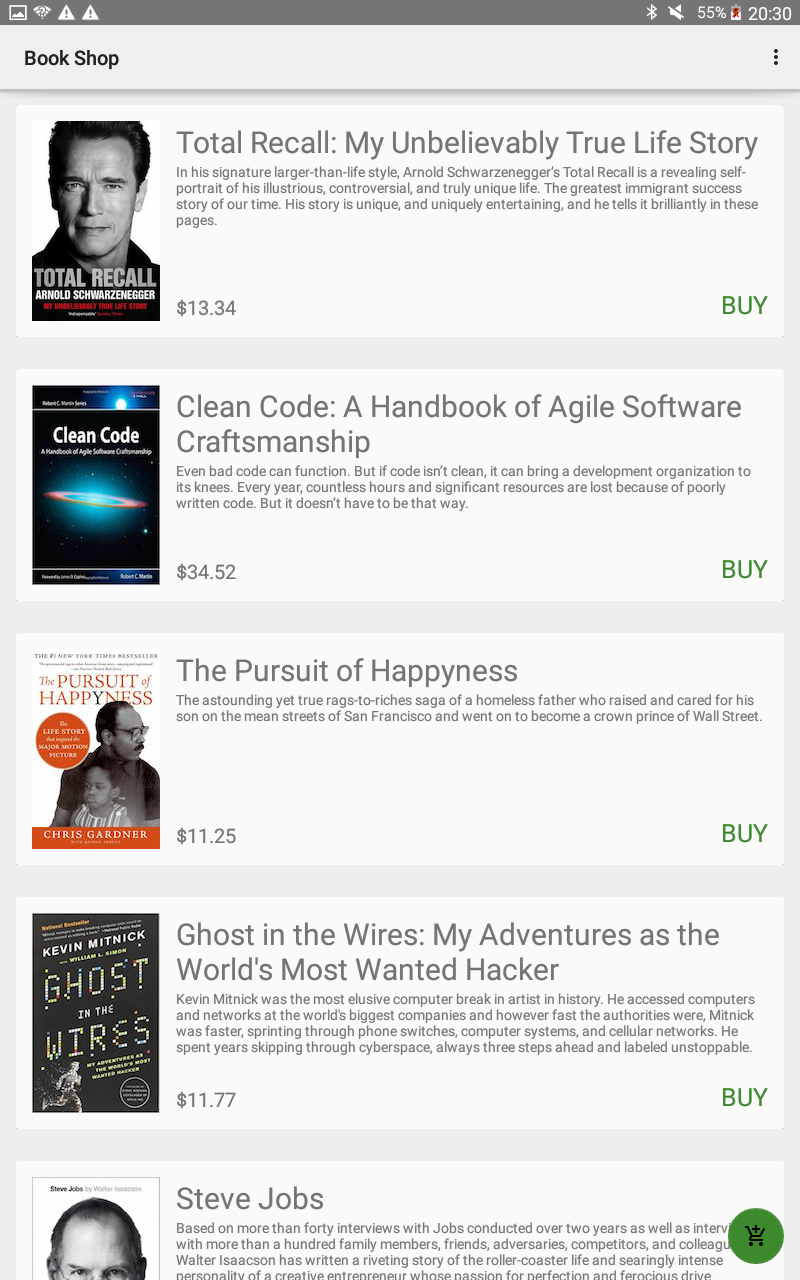 55% 20:30
Book Shop
Total Recall: My Unbelievably True Life Story
In his signature larger-than-life style, Arnold Schwarzenegger’s Total Recall is a revealing self-
portrait of his illustrious, controversial, and truly unique life. The greatest immigrant success
story of our time. His story is unique, and uniquely entertaining, and he tells it brilliantly in these
pages.
$13.34
BUY
TOTAL RECALL
ARNOLD SCHWARZENEGGER
MY UNBELIEVABLY TRUE LIFE STORY
Clean Code: A Handbook of Agile Software
Craftsmanship
Even bad code can function. But if code isn’t clean, it can bring a development organization to
its knees. Every year, countless hours and significant resources are lost because of poorly
written code. But it doesn’t have to be that way.
$34.52
BUY
Robert C. Martin Series
Clean Code
A Handbook of Agile Software Craftsmanship
Robert C. Martin
The Pursuit of Happyness
The astounding yet true rags-to-riches saga of a homeless father who raised and cared for his
son on the mean streets of San Francisco and went on to become a crown prince of Wall Street.
$11.25
BUY
THE #1 NEW YORK TIMES BESTSELLER
The PURSUIT of
HAPPYNESS
The
LIFE STORY
that inspired the
MAJOR MOTION
PICTURE
CHRIS GARDNER
Ghost in the Wires: My Adventures as the
World's Most Wanted Hacker
Kevin Mitnick was the most elusive computer break in artist in history. He accessed computers
and networks at the world's biggest companies and however fast the authorities were, Mitnick
was faster, sprinting through phone switches, computer systems, and cellular networks. He
spent years skipping through cyberspace, always three steps ahead and labeled unstoppable.
$11.77
BUY
National Bestseller
KEVIN MITNICK
WILLIAM L. SIMON
GHOST
IN THE
WIRES
MY ADVENTURES AS
THE WORLD'S MOST
WANTED HACKER
Steve Jobs
Based on more than forty interviews with Jobs conducted over two years as well as
with more than a hundred family members, friends, adversaries, competitors, and
Walter Isaacson has written a riveting story of the roller-coaster life and searingly intense
personality of a creative entrepreneur whose passion for perfection and ferocious drive
Steve Jobs by Walter Isaacson